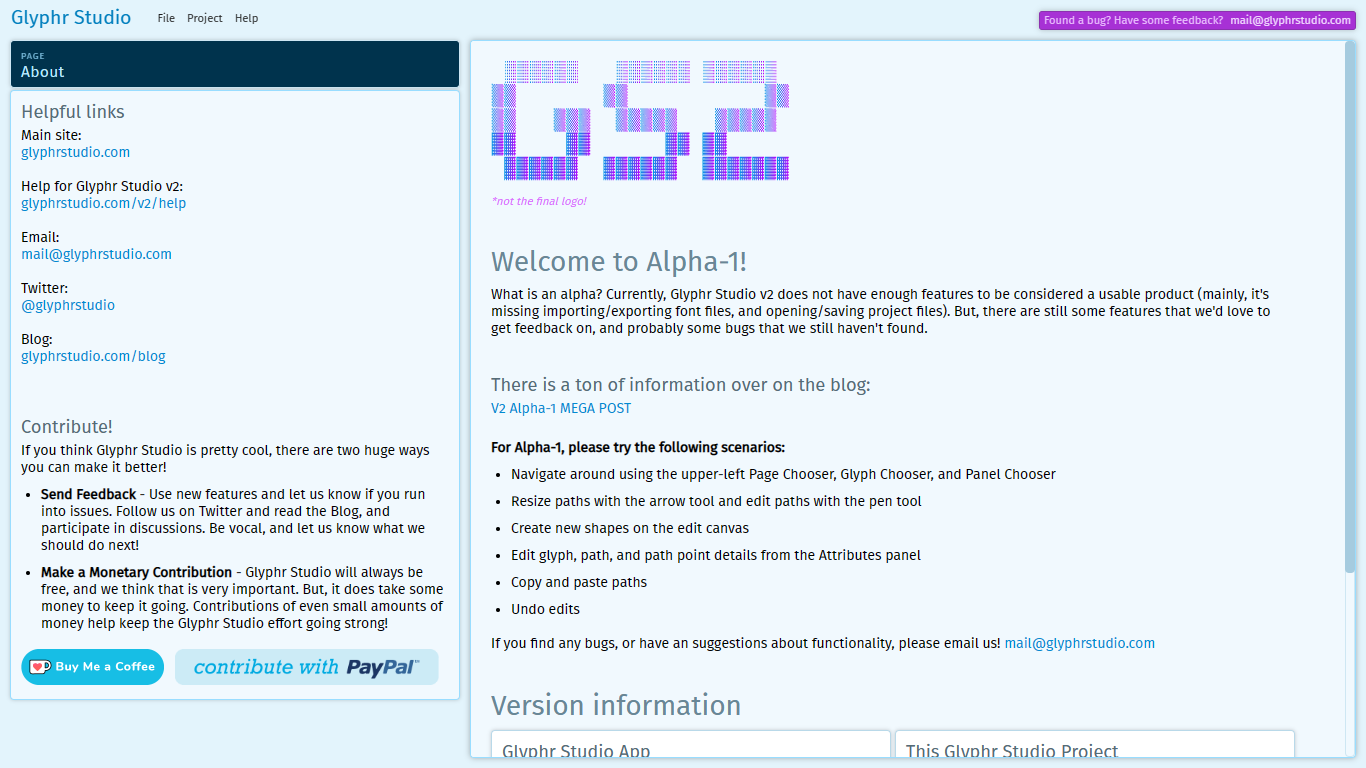 Glyphr Studio File Project Help
Found a bug? Have some feedback? mail@glyphrstudio.com
PAGE
About
Helpful links
Main site:
glyphrstudio.com
Help for Glyphr Studio v2:
glyphrstudio.com/v2/help
Email:
mail@glyphrstudio.com
Twitter:
@glyphrstudio
Blog:
glyphrstudio.com/blog
Contribute!
If you think Glyphr Studio is pretty cool, there are two huge ways
you can make it better!
• Send Feedback - Use new features and let us know if you run
into issues. Follow us on Twitter and read the Blog, and
participate in discussions. Be vocal, and let us know what we
should do next!
• Make a Monetary Contribution - Glyphr Studio will always be
free, and we think that is very important. But, it does take some
money to keep it going. Contributions of even small amounts of
money help keep the Glyphr Studio effort going strong!
Buy Me a Coffee
contribute with PayPal™
GS2
*not the final logo!
Welcome to Alpha-1!
What is an alpha? Currently, Glyphr Studio v2 does not have enough features to be considered a usable product (mainly, it's
missing importing/exporting font files, and opening/saving project files). But, there are still some features that we'd love to
get feedback on, and probably some bugs that we still haven't found.
There is a ton of information over on the blog:
V2 Alpha-1 MEGA POST
For Alpha-1, please try the following scenarios:
• Navigate around using the upper-left Page Chooser, Glyph Chooser, and Panel Chooser
• Resize paths with the arrow tool and edit paths with the pen tool
• Create new shapes on the edit canvas
• Edit glyph, path, and path point details from the Attributes panel
• Copy and paste paths
• Undo edits
If you find any bugs, or have an suggestions about functionality, please email us! mail@glyphrstudio.com
Version information
Glyphr Studio App
This Glyphr Studio Project